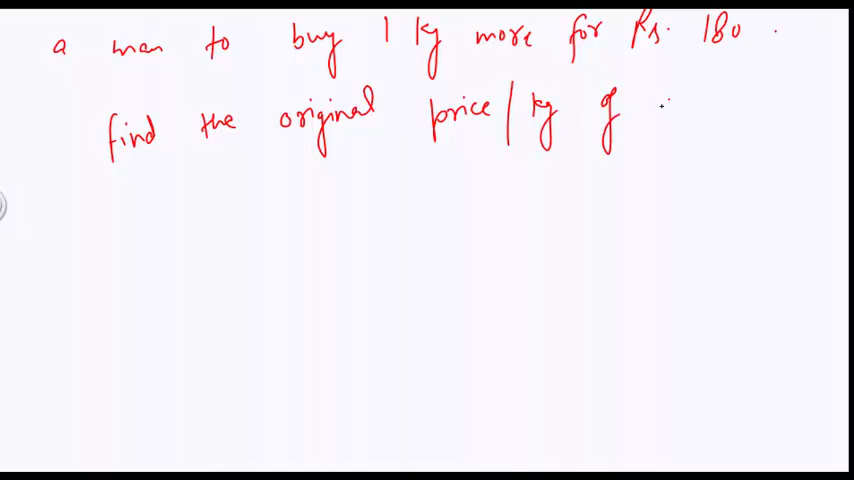 a man to buy 1 kg more for Rs. 180 .
find the original price / kg of